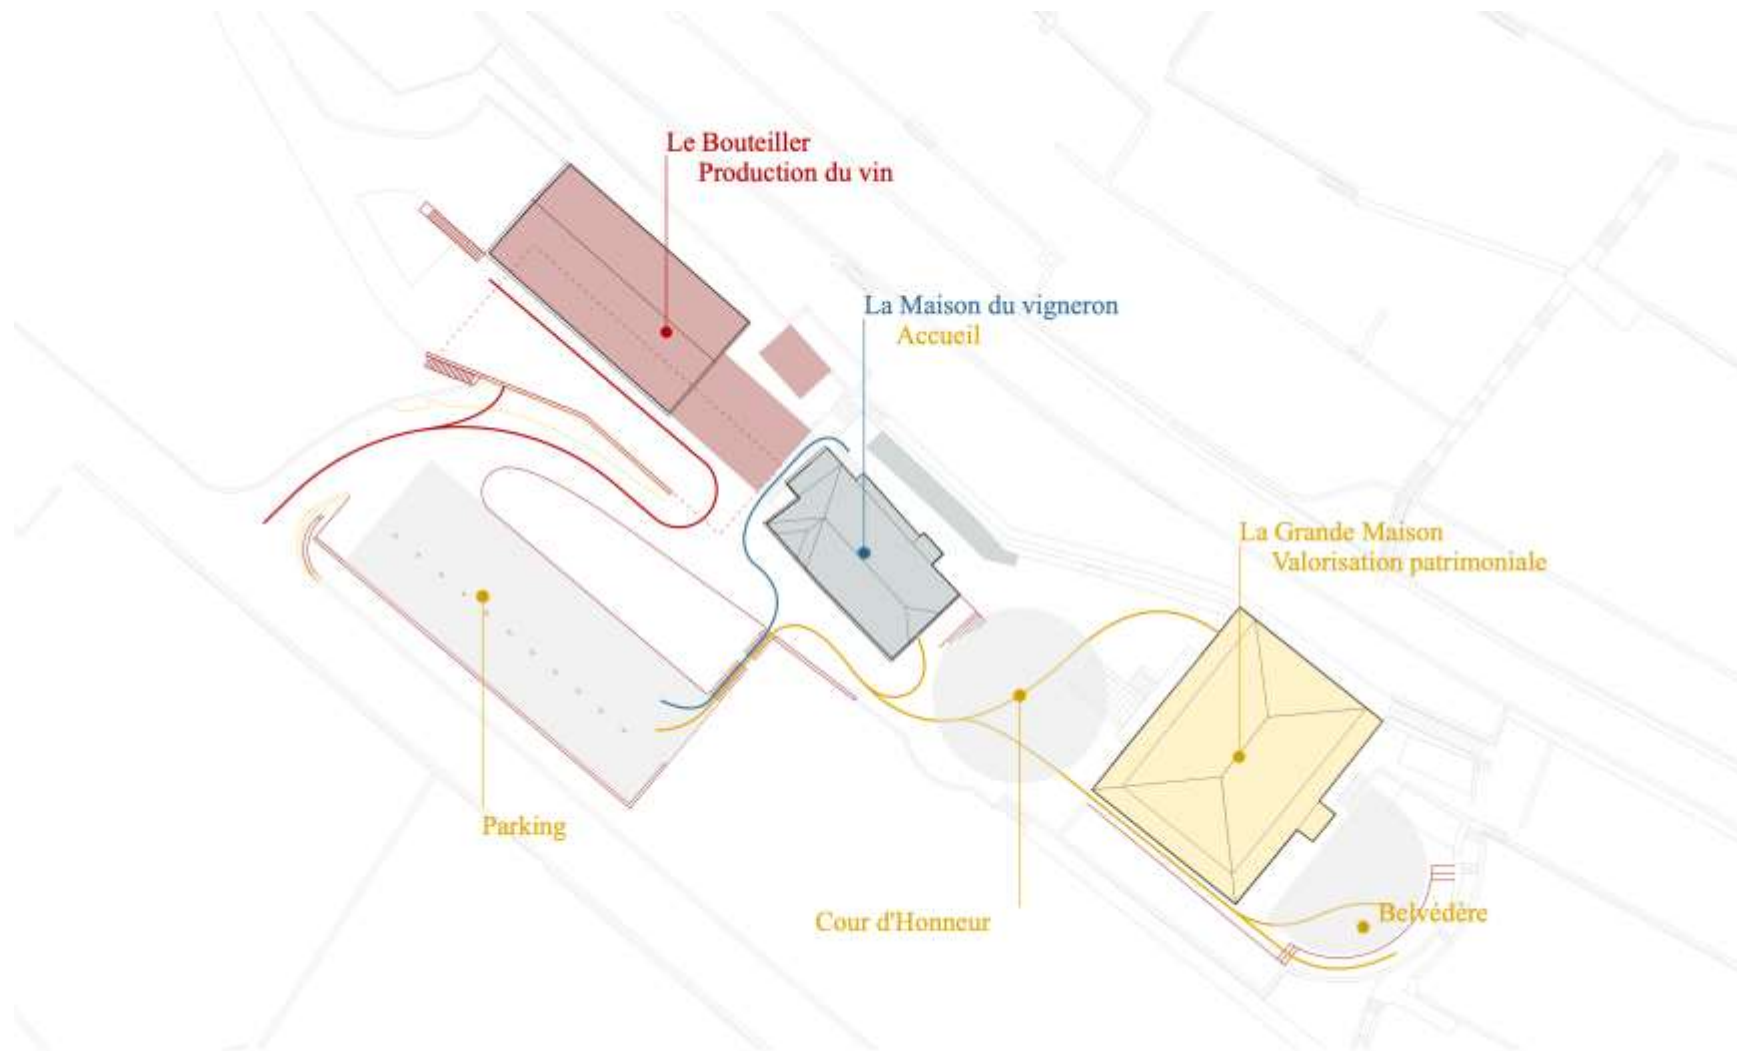 Le Bouteiller
Production du vin
La Maison du vigneron
Accueil
La Grande Maison
Valorisation patrimoniale
Parking
Cour d'Honneur
Belvédère